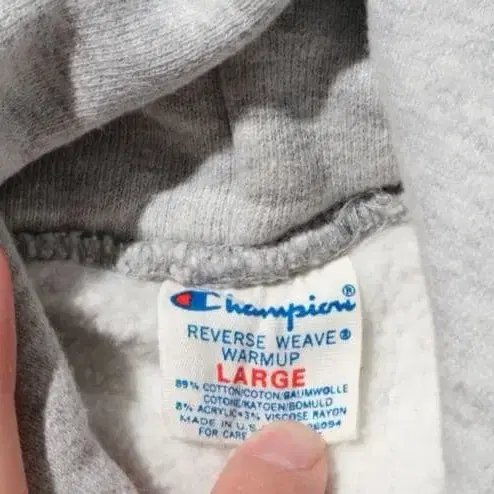 Champion®
REVERSE WEAVE®
WARMUP
LARGE
89% COTTON/COTON/BAUMWOLLE
COTONE/KATOEN/BOMULD
8% ACRYLIC•3% VISCOSE RAYON
MADE IN U.S. 26094
FOR CARE